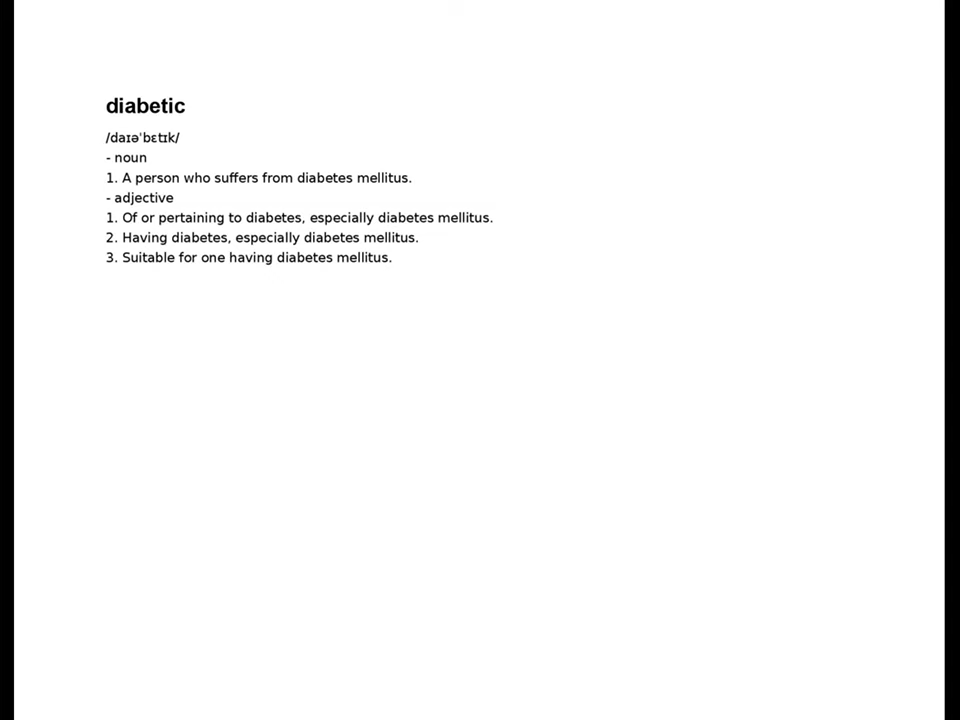 diabetic
/daɪəˈbɛtɪk/
- noun
1. A person who suffers from diabetes mellitus.
- adjective
1. Of or pertaining to diabetes, especially diabetes mellitus.
2. Having diabetes, especially diabetes mellitus.
3. Suitable for one having diabetes mellitus.